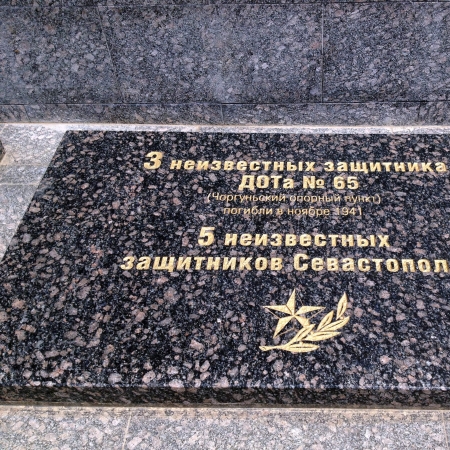 3 неизвестных защитника
ДОТа № 65
(Чоргуньский опорный пункт)
погибли в ноябре 1941
5 неизвестных
защитников Севастопол